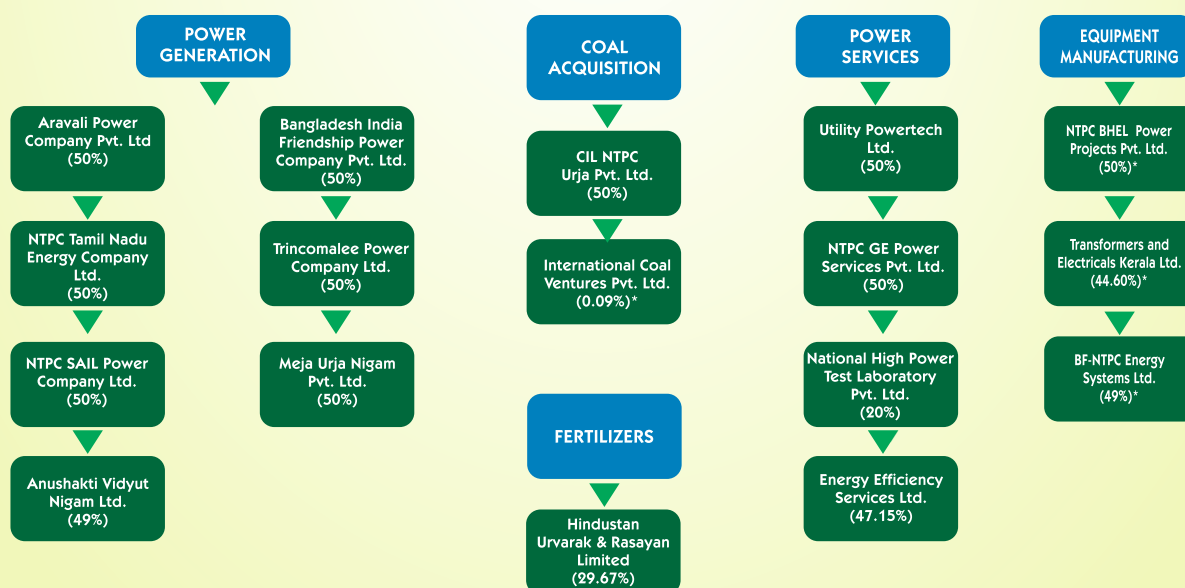 POWER
GENERATION
Aravali Power
Company Pvt. Ltd
(50%)
NTPC Tamil Nadu
Energy Company
Ltd.
(50%)
NTPC SAIL Power
Company Ltd.
(50%)
Anushakti Vidyut
Nigam Ltd.
(49%)
Bangladesh India
Friendship Power
Company Pvt. Ltd.
(50%)
Trincomalee Power
Company Ltd.
(50%)
Meja Urja Nigam
Pvt. Ltd.
(50%)
COAL
ACQUISITION
CIL NTPC
Urja Pvt. Ltd.
(50%)
International Coal
Ventures Pvt. Ltd.
(0.09%)*
FERTILIZERS
Hindustan
Urvarak & Rasayan
Limited
(29.67%)
POWER
SERVICES
Utility Powertech
Ltd.
(50%)
NTPC GE Power
Services Pvt. Ltd.
(50%)
National High Power
Test Laboratory
Pvt. Ltd.
(20%)
Energy Efficiency
Services Ltd.
(47.15%)
EQUIPMENT
MANUFACTURING
NTPC BHEL Power
Projects Pvt. Ltd.
(50%)*
Transformers and
Electricals Kerala Ltd.
(44.60%)*
BF-NTPC Energy
Systems Ltd.
(49%)*